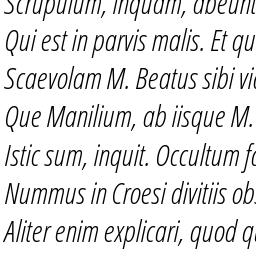 Scrupulum, inquam, abeunt
Qui est in parvis malis. Et qu
Scaevolam M. Beatus sibi vi
Que Manilium, ab iisque M.
Istic sum, inquit. Occultum f
Nummus in Croesi divitiis ob
Aliter enim explicari, quod q